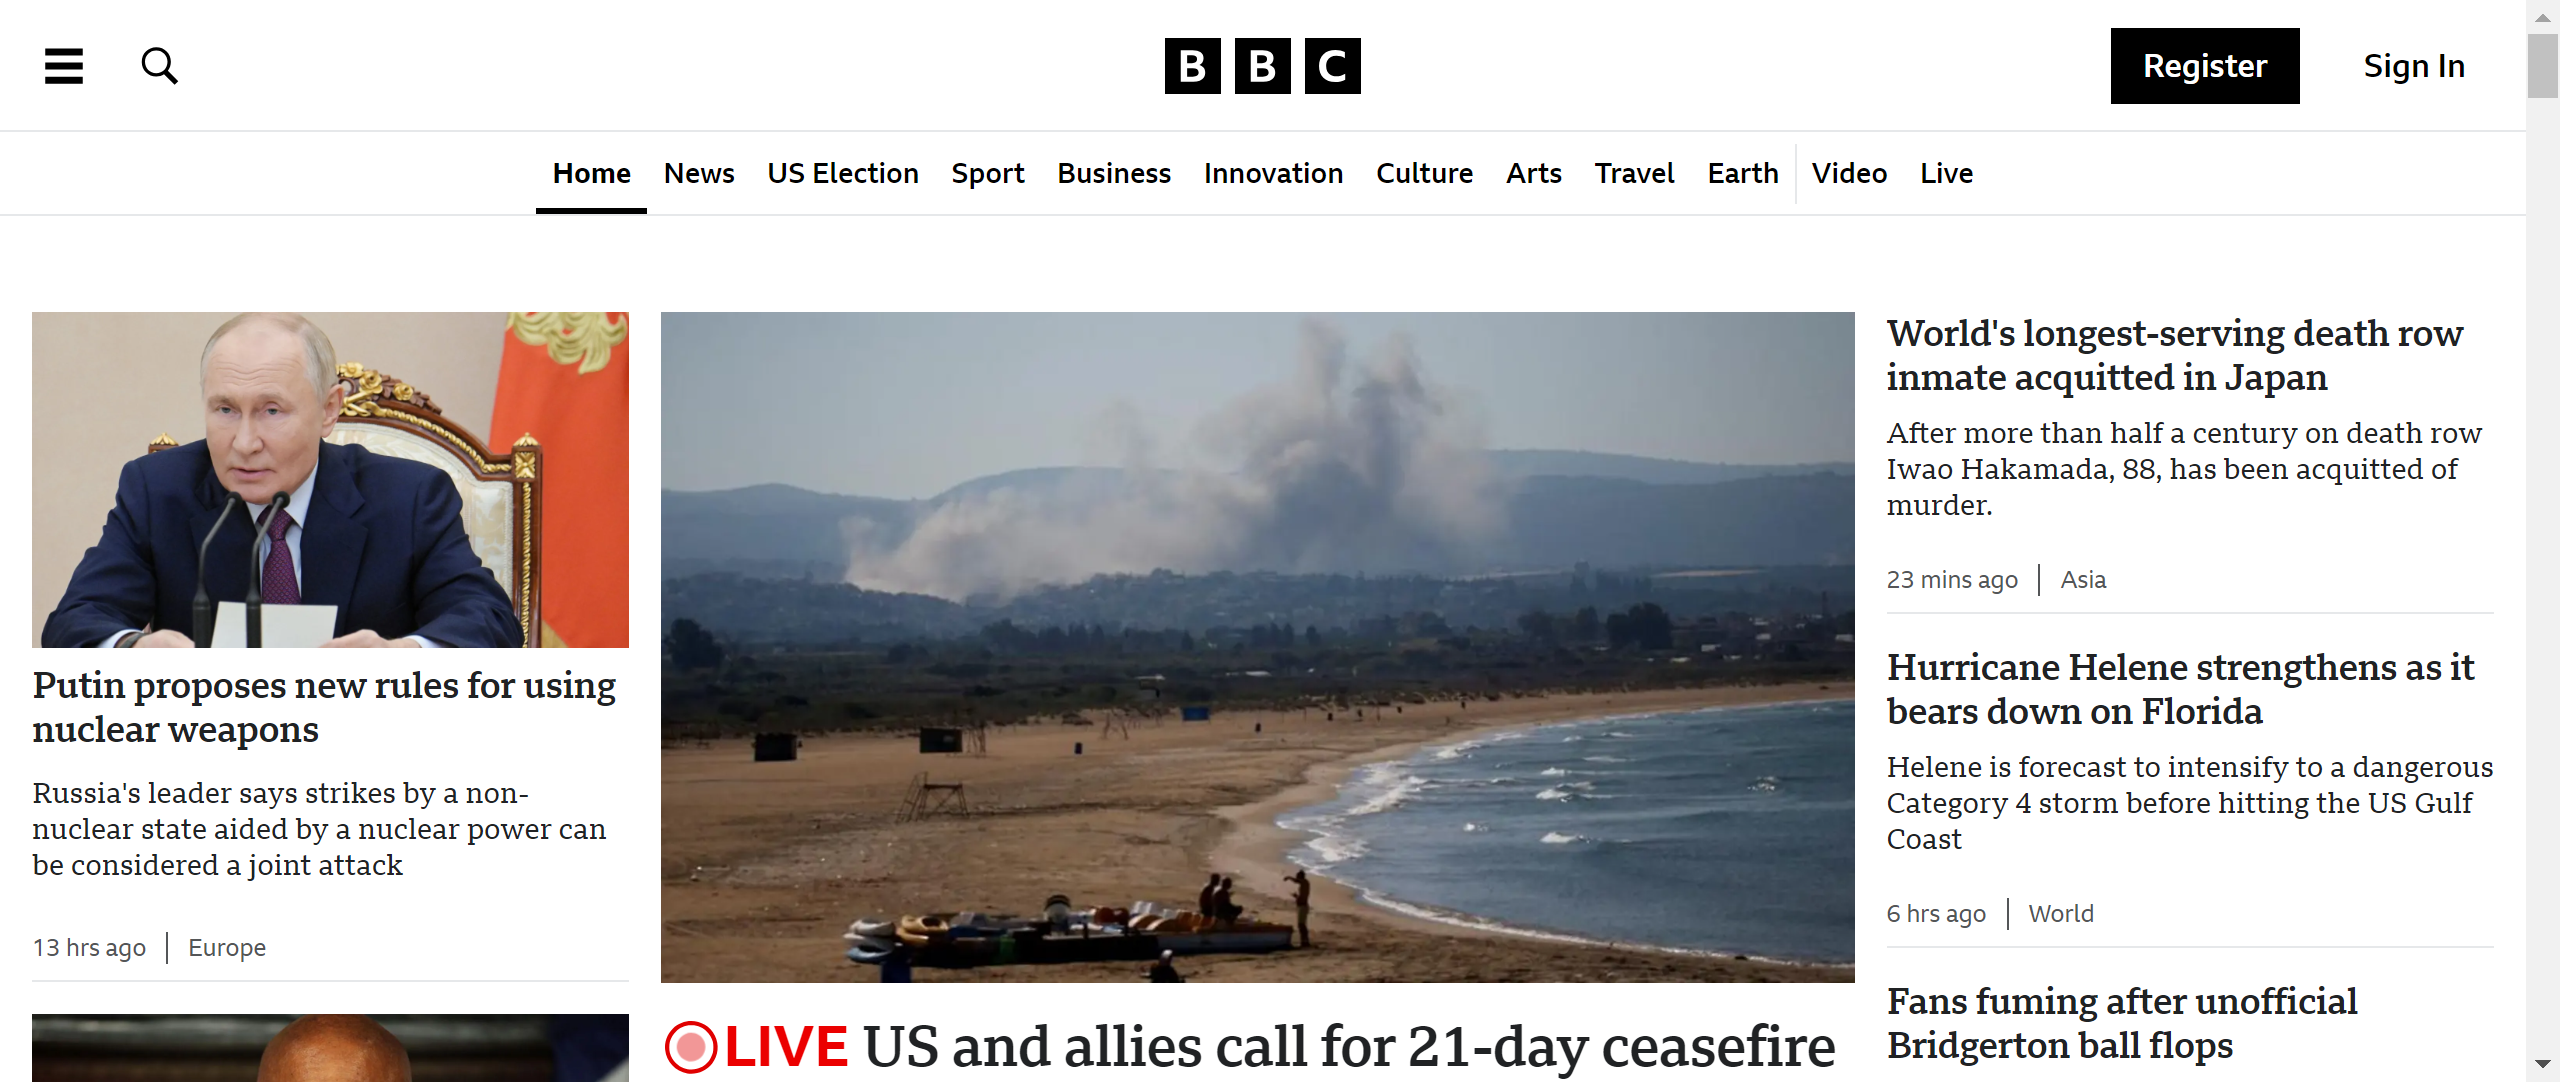 BBC
Register
Sign In
Home
News
US Election
Sport
Business
Innovation
Culture
Arts
Travel
Earth
Video
Live
Putin proposes new rules for using
nuclear weapons
Russia's leader says strikes by a non-
nuclear state aided by a nuclear power can
be considered a joint attack
13 hrs ago
Europe
LIVE US and allies call for 21-day ceasefire
World's longest-serving death row
inmate acquitted in Japan
After more than half a century on death row
Iwao Hakamada, 88, has been acquitted of
murder.
23 mins ago
Asia
Hurricane Helene strengthens as it
bears down on Florida
Helene is forecast to intensify to a dangerous
Category 4 storm before hitting the US Gulf
Coast
6 hrs ago
World
Fans fuming after unofficial
Bridgerton ball flops